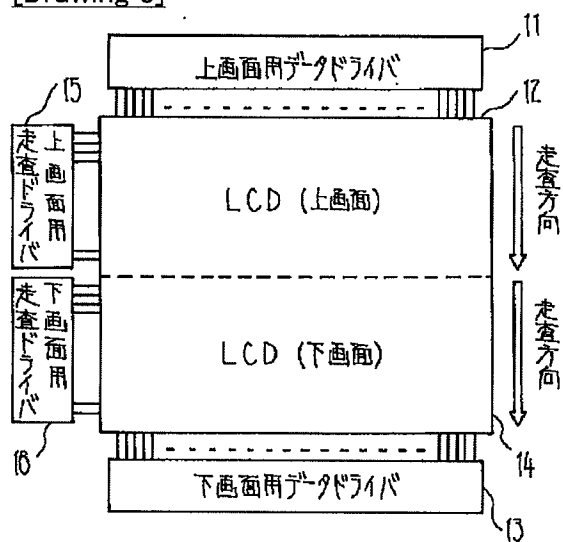 11
上画面用データドライバ
12
15
上画面用
走査ドライバ
LCD (上画面)
走査方向
下画面用
走査ドライバ
LCD (下画面)
走査方向
16
14
下画面用データドライバ
13